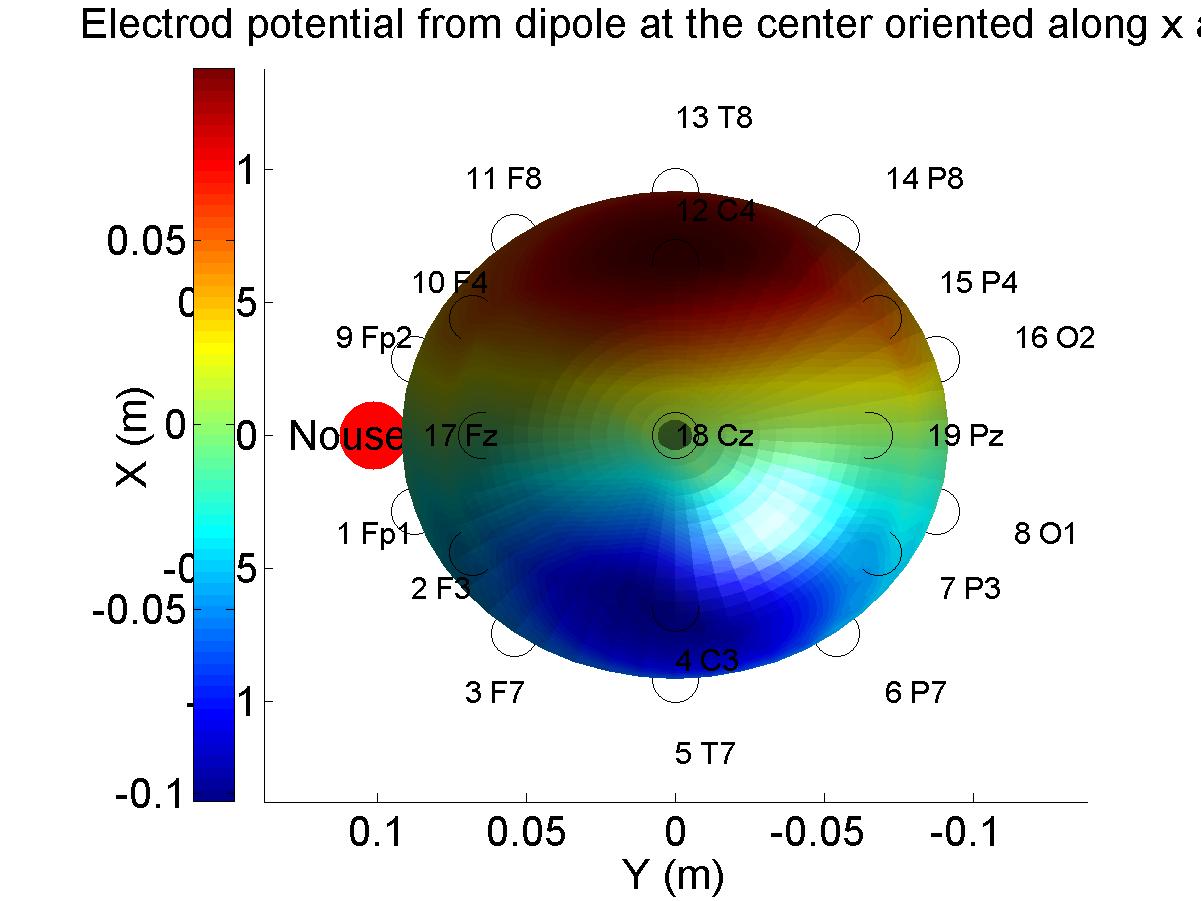 Electrod potential from dipole at the center oriented along x
13 T8
11 F8
14 P8
12 C4
1
0.05
10 F4
15 P4
0
5
9 Fp2
16 O2
X (m)
0
0
Nouse
17 Fz
18 Cz
19 Pz
1 Fp1
8 O1
-0
5
2 F3
7 P3
-0.05
4 C3
3 F7
6 P7
-
1
5 T7
-0.1
0.1
0.05
0
-0.05
-0.1
Y (m)